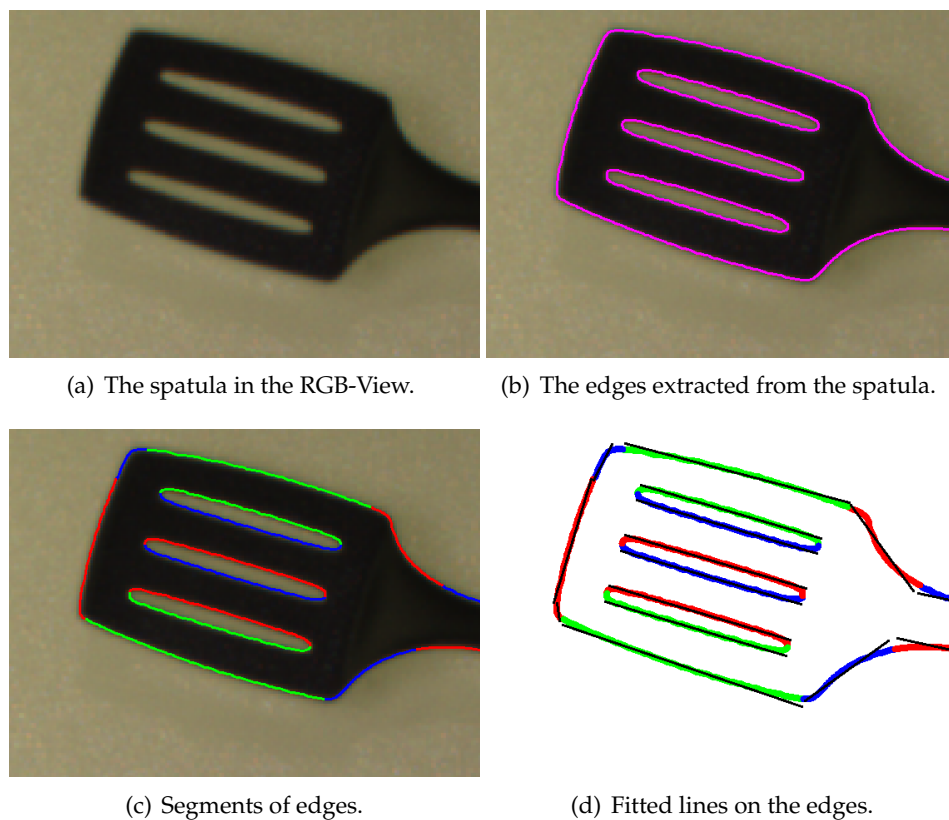 (a) The spatula in the RGB-View.
(b) The edges extracted from the spatula.
(c) Segments of edges.
(d) Fitted lines on the edges.